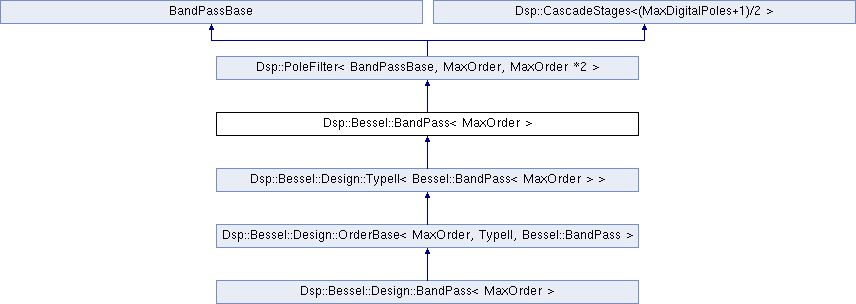 BandPassBase
Dsp::CascadeStages<(MaxDigitalPoles+1)/2 >
Dsp::PoleFilter< BandPassBase, MaxOrder, MaxOrder *2 >
Dsp::Bessel::BandPass< MaxOrder >
Dsp::Bessel::Design::TypeII< Bessel::BandPass< MaxOrder > >
Dsp::Bessel::Design::OrderBase< MaxOrder, TypeII, Bessel::BandPass >
Dsp::Bessel::Design::BandPass< MaxOrder >